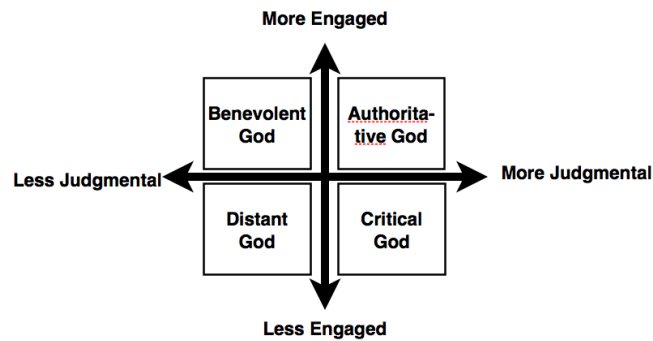 More Engaged
Benevolent
God
Authorita-
tive God
Less Judgmental
More Judgmental
Distant
God
Critical
God
Less Engaged